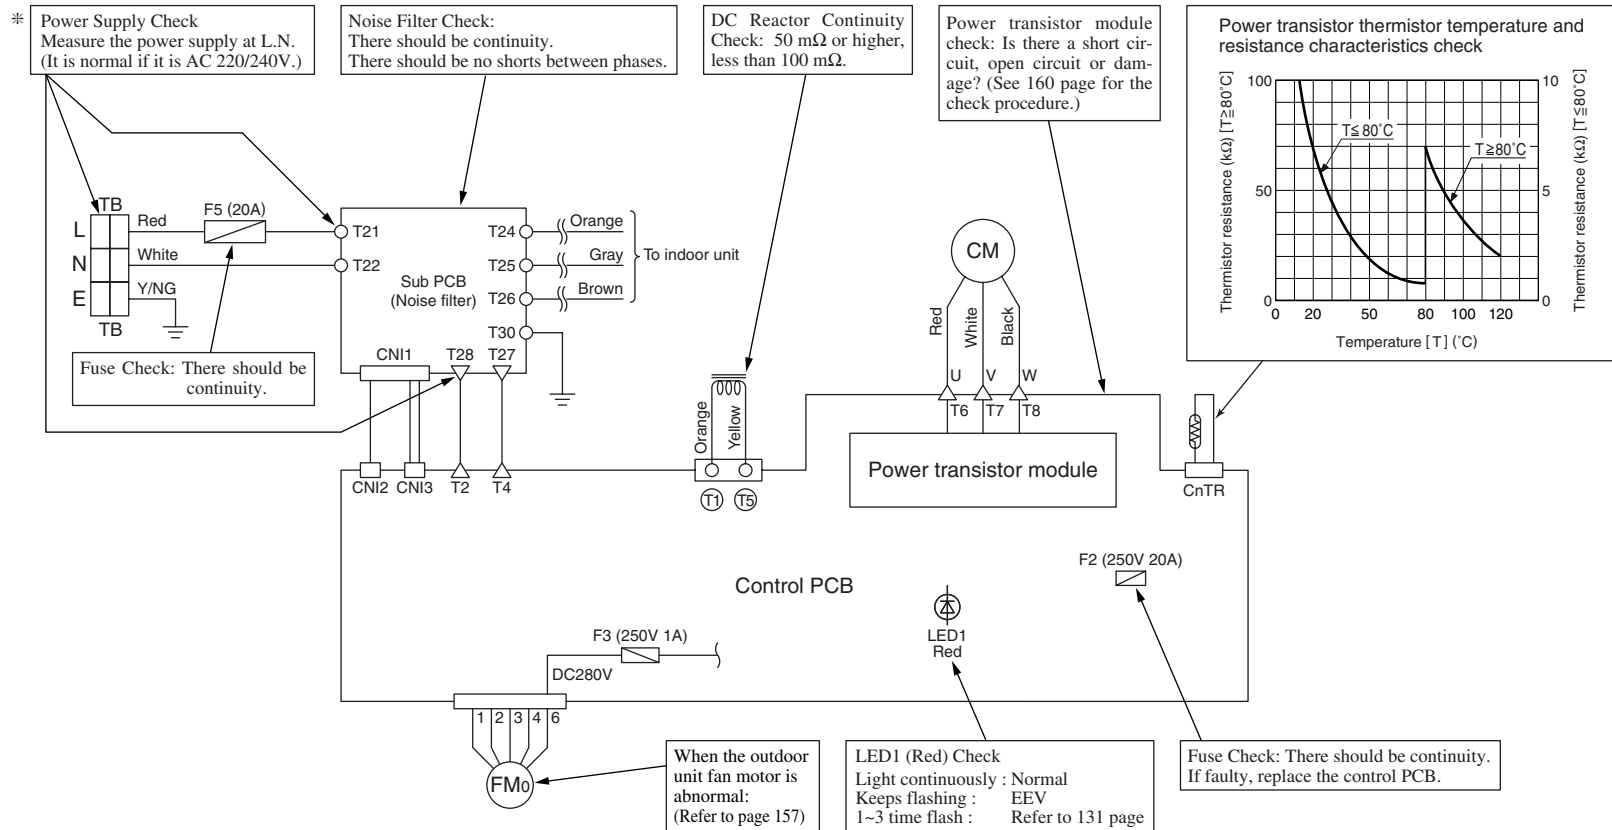 ※ Power Supply Check
Measure the power supply at L.N.
(It is normal if it is AC 220/240V.)
Noise Filter Check:
There should be continuity.
There should be no shorts between phases.
DC Reactor Continuity
Check: 50 mΩ or higher,
less than 100 mΩ.
Power transistor module
check: Is there a short cir-
cuit, open circuit or dam-
age? (See 160 page for the
check procedure.)
Power transistor thermistor temperature and
resistance characteristics check
Thermistor resistance (kΩ) [T≧80˚C]
100
50
0
T≦80˚C
T≧80˚C
10
5
0
Thermistor resistance (kΩ) [T≦80˚C]
0 20 50 80 100 120
Temperature [T] (˚C)
TB
L
N
E
TB
Red
White
Y/NG
F5 (20A)
Fuse Check: There should be
continuity.
T21
T22
Sub PCB
(Noise filter)
T24
T25
T26
T30
Orange
Gray
Brown
To indoor unit
CNI1
T28
T27
CNI2
CNI3
T2
T4
Orange
Yellow
T1
T5
CM
Red
White
Black
U
V
W
T6
T7
T8
Power transistor module
CnTR
Control PCB
F2 (250V 20A)
LED1
Red
F3 (250V 1A)
DC280V
1 2 3 4 6
FM0
When the outdoor
unit fan motor is
abnormal:
(Refer to page 157)
LED1 (Red) Check
Light continuously : Normal
Keeps flashing : EEV
1~3 time flash : Refer to 131 page
Fuse Check: There should be continuity.
If faulty, replace the control PCB.